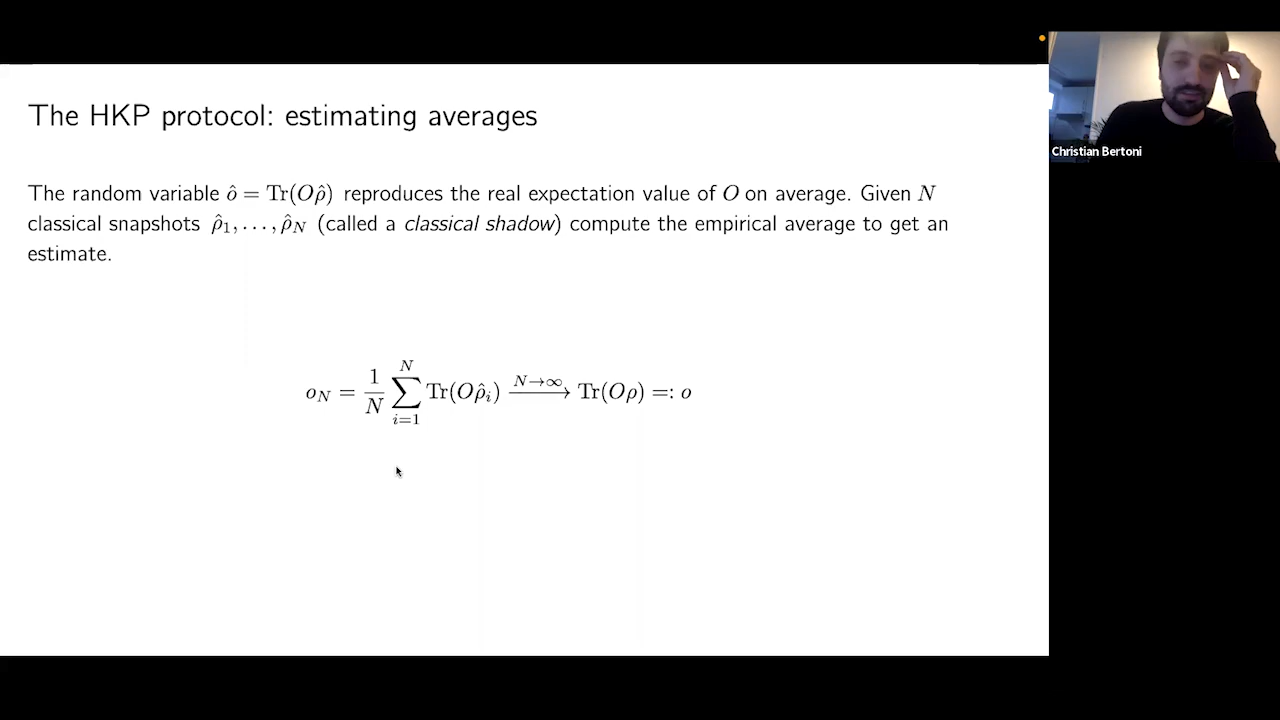 The HKP protocol: estimating averages
The random variable ô = Tr(Oρ̂) reproduces the real expectation value of O on average. Given N
classical snapshots ρ̂₁, . . . , ρ̂_N (called a classical shadow) compute the empirical average to get an
estimate.
o_N = 1/N ∑_{i=1}^{N} Tr(Oρ̂_i) —N→∞→ Tr(Oρ) =: o
Christian Bertoni